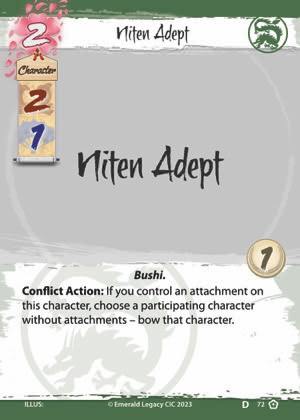 2
Niten Adept
Character
2
1
Niten Adept
1
Bushi.
Conflict Action: If you control an attachment on
this character, choose a participating character
without attachments – bow that character.
ILLUS:
© Emerald Legacy CIC 2023
D 72